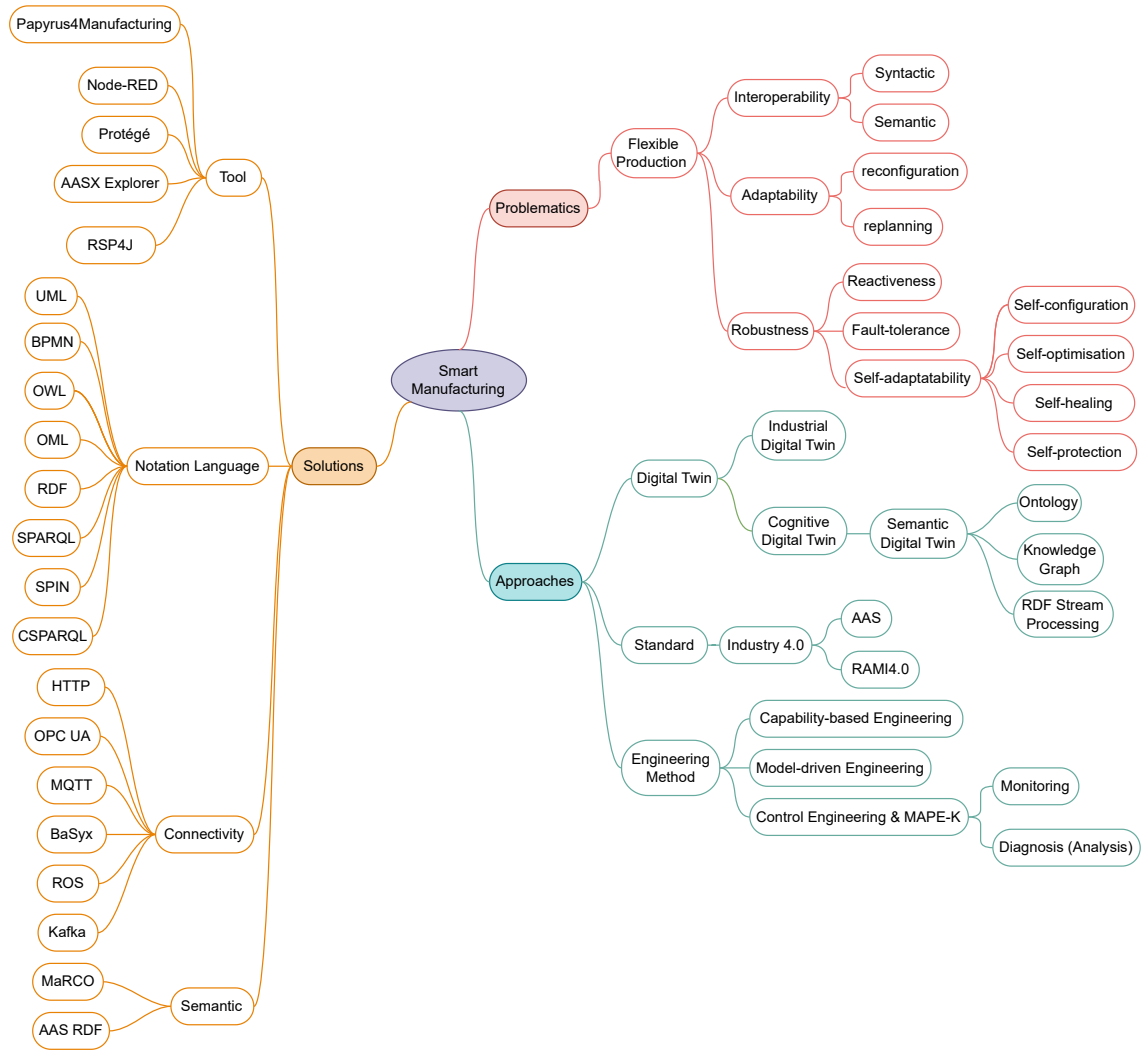 Smart
Manufacturing
Problematics
Flexible
Production
Interoperability
Syntactic
Semantic
Adaptability
reconfiguration
replanning
Robustness
Reactiveness
Fault-tolerance
Self-adaptatability
Self-configuration
Self-optimisation
Self-healing
Self-protection
Approaches
Digital Twin
Industrial
Digital Twin
Cognitive
Digital Twin
Semantic
Digital Twin
Ontology
Knowledge
Graph
RDF Stream
Processing
Standard
Industry 4.0
AAS
RAMI4.0
Engineering
Method
Capability-based Engineering
Model-driven Engineering
Control Engineering & MAPE-K
Monitoring
Diagnosis (Analysis)
Solutions
Tool
Papyrus4Manufacturing
Node-RED
Protégé
AASX Explorer
RSP4J
Notation Language
UML
BPMN
OWL
OML
RDF
SPARQL
SPIN
CSPARQL
Connectivity
HTTP
OPC UA
MQTT
BaSyx
ROS
Kafka
Semantic
MaRCO
AAS RDF